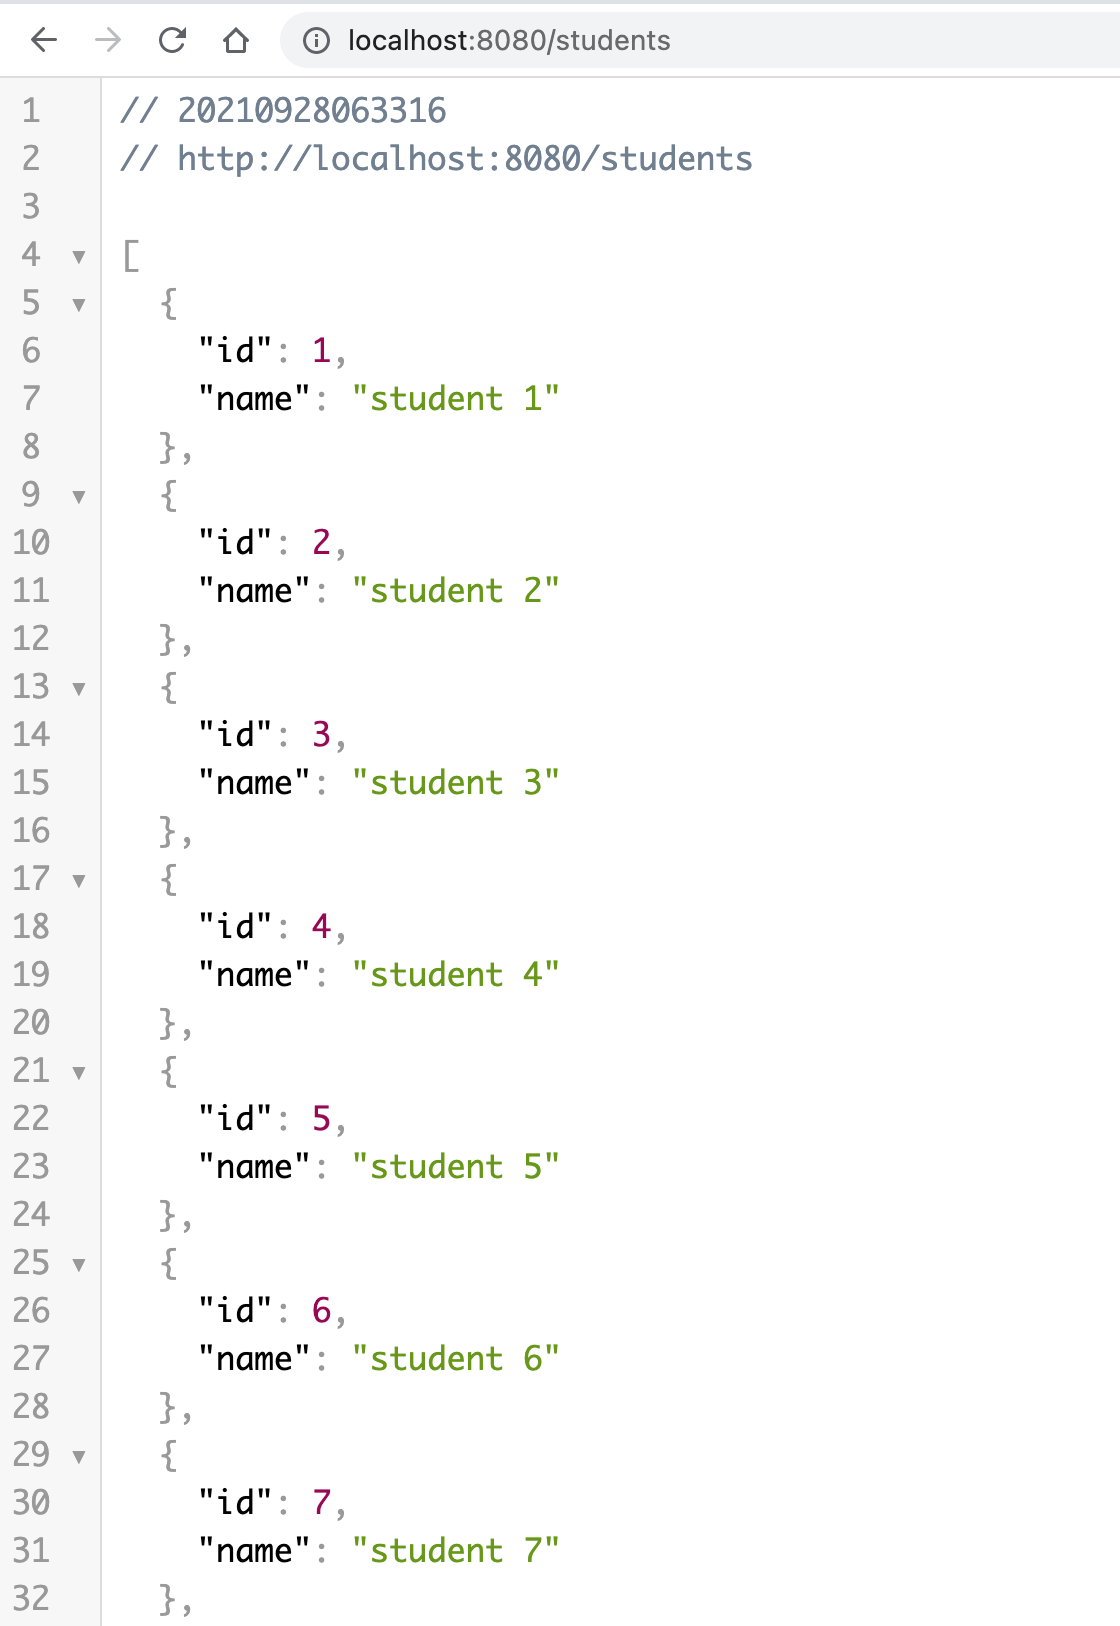 localhost:8080/students
1 // 20210928063316
2 // http://localhost:8080/students
3
4 [
5 {
6 "id": 1,
7 "name": "student 1"
8 },
9 {
10 "id": 2,
11 "name": "student 2"
12 },
13 {
14 "id": 3,
15 "name": "student 3"
16 },
17 {
18 "id": 4,
19 "name": "student 4"
20 },
21 {
22 "id": 5,
23 "name": "student 5"
24 },
25 {
26 "id": 6,
27 "name": "student 6"
28 },
29 {
30 "id": 7,
31 "name": "student 7"
32 },